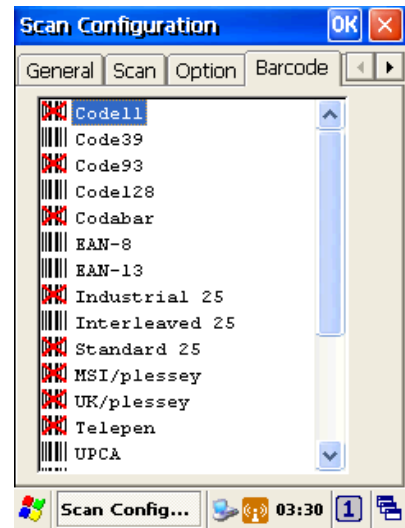 Scan Configuration OK
General Scan Option Barcode
Code11
Code39
Code93
Code128
Codabar
EAN-8
EAN-13
Industrial 25
Interleaved 25
Standard 25
MSI/plessey
UK/plessey
Telepen
UPCA
Scan Config... 03:30 1